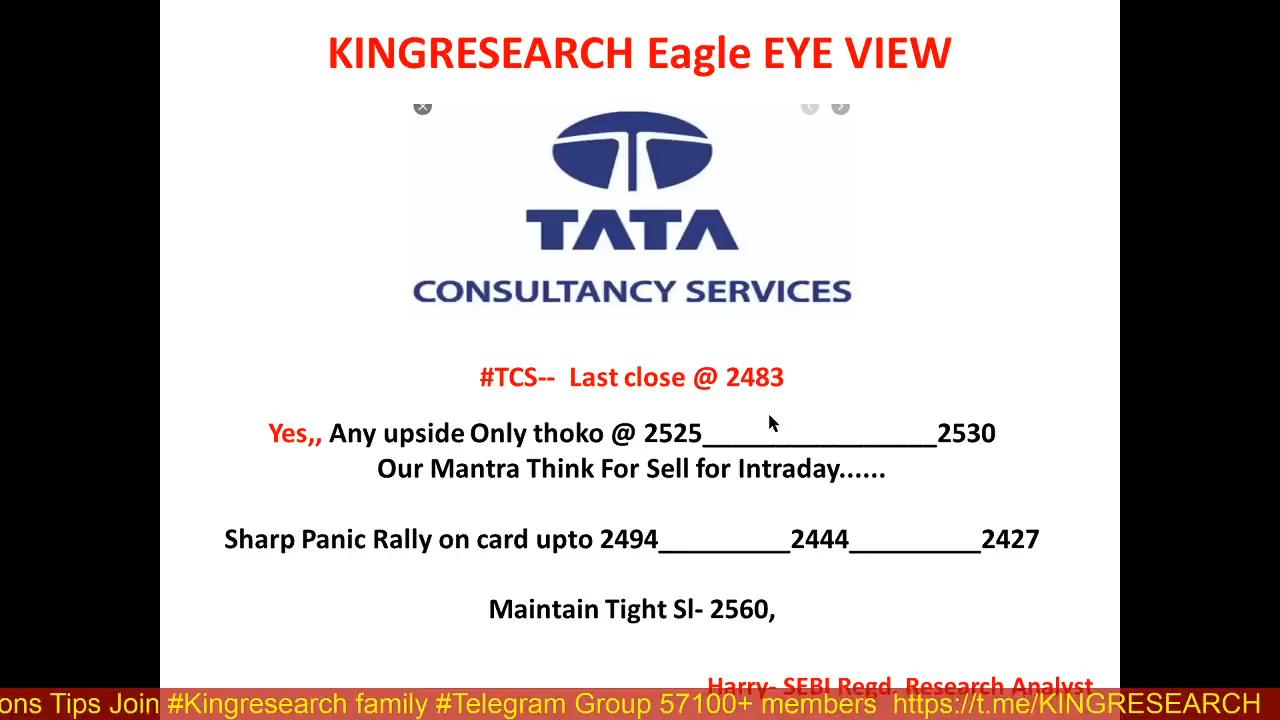 KINGRESEARCH Eagle EYE VIEW
TATA
CONSULTANCY SERVICES
#TCS-- Last close @ 2483
Yes,, Any upside Only thoko @ 2525_________________2530
Our Mantra Think For Sell for Intraday......
Sharp Panic Rally on card upto 2494_________2444_________2427
Maintain Tight Sl- 2560,
Harry- SEBI Regd. Research Analyst
ons Tips Join #Kingresearch family #Telegram Group 57100+ members https://t.me/KINGRESEARCH